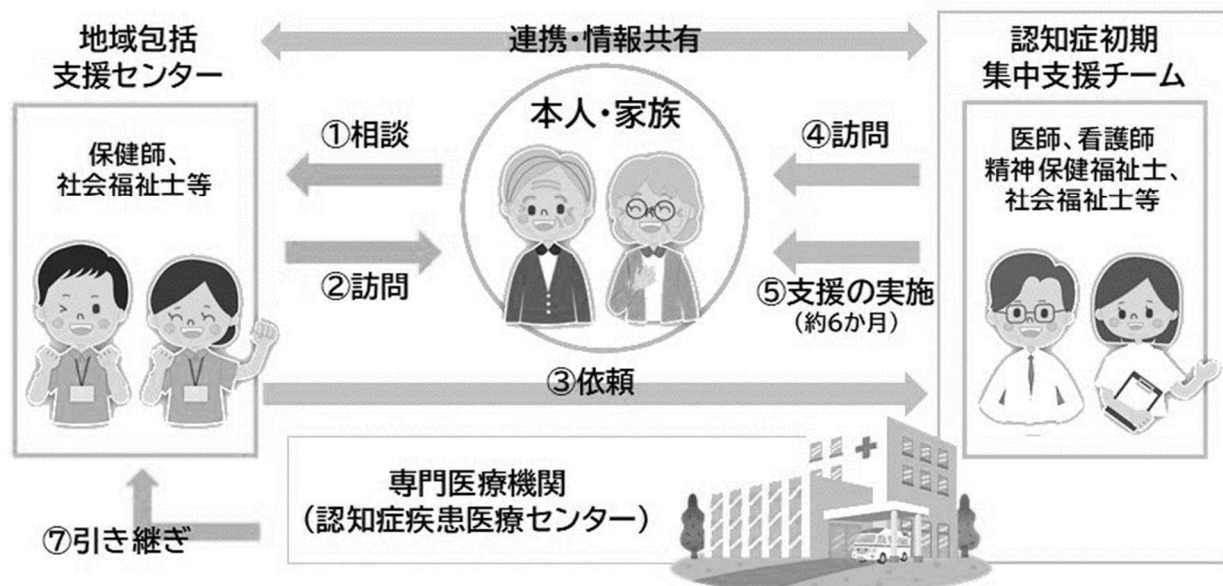 地域包括
支援センター
連携・情報共有
認知症初期
集中支援チーム
本人・家族
①相談
④訪問
保健師、
社会福祉士等
医師、看護師
精神保健福祉士、
社会福祉士等
②訪問
⑤支援の実施
（約6か月）
③依頼
専門医療機関
（認知症疾患医療センター）
⑦引き継ぎ